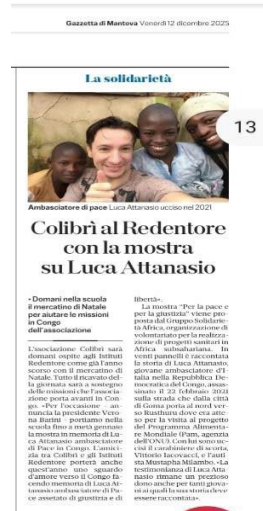 Gazzetta di Mantova Venerdì 12 dicembre 2025
La solidarietà
13
Ambasciatore di pace Luca Attanasio ucciso nel 2021
Colibrì al Redentore
con la mostra
su Luca Attanasio
• Domani nella scuola
il mercatino di Natale
per aiutare le missioni
in Congo
dell'associazione
L'associazione Colibrì sarà
domani ospite agli Istituti
Redentore come già l'anno
scorso con il mercatino di
Natale. Tutto il ricavato del-
la giornata sarà a sostegno
delle missioni che l'associa-
zione porta avanti in Con-
go. «Per l'occasione – an-
nuncia la presidente Vero-
na Barini – portiamo nella
scuola fino a metà gennaio
la mostra in memoria di Lu-
ca Attanasio ambasciatore
di Pace in Congo. L'amici-
zia tra Colibrì e gli Istituti
Redentore porterà anche
quest'anno uno sguardo
d'amore verso il Congo fa-
cendo memoria di Luca At-
tanasio ambasciatore di Pa-
ce assetato di giustizia e di
libertà».
La mostra "Per la pace e
per la giustizia" viene pro-
posta dal Gruppo Solidarie-
tà Africa, organizzazione di
volontariato per la realizza-
zione di progetti sanitari in
Africa subsahariana. In
venti pannelli è raccontata
la storia di Luca Attanasio,
giovane ambasciatore d'I-
talia nella Repubblica De-
mocratica del Congo, assas-
sinato il 22 febbraio 2021
sulla strada che dalla città
di Goma porta al nord ver-
so Rusthuru dove era atte-
so per la visita al progetto
del Programma Alimenta-
re Mondiale (Pam, agenzia
dell'ONU). Con lui sono uc-
cisi il carabiniere di scorta,
Vittorio Iacovacci, e l'auti-
sta Mustapha Milambo. «La
testimonianza di Luca Atta-
nasio rimane un prezioso
dono anche per tanti giova-
ni ai quali la sua storia deve
essere raccontata».